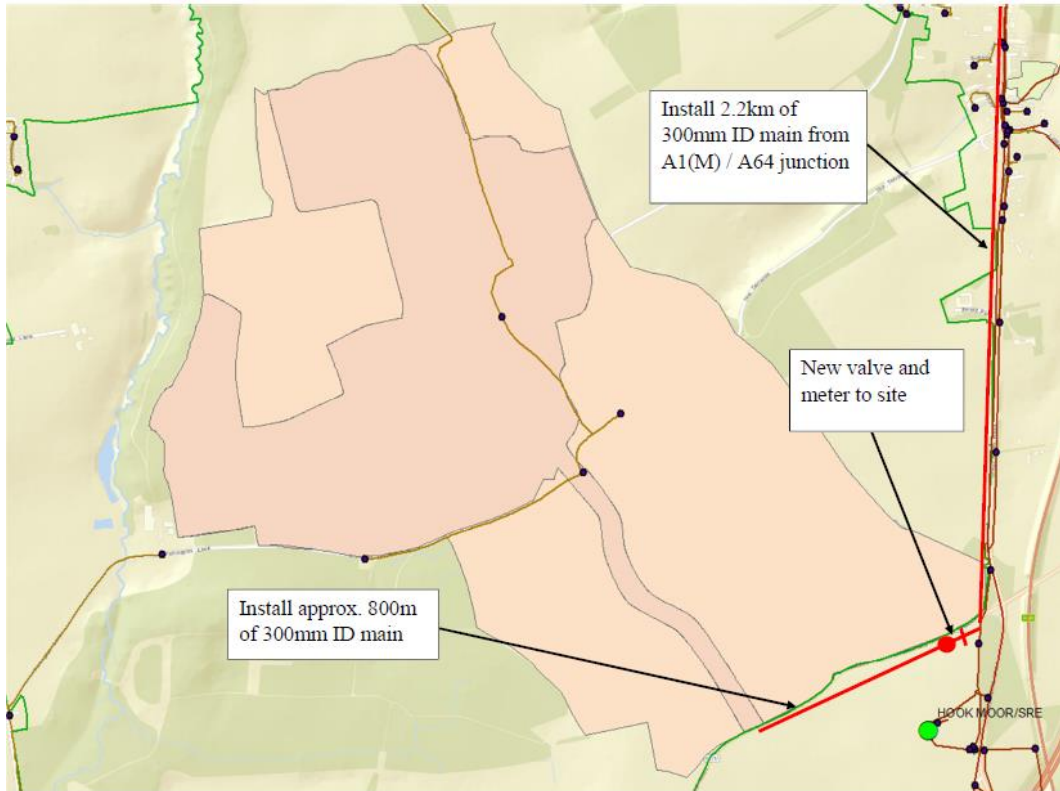 Install 2.2km of
300mm ID main from
A1(M) / A64 junction
New valve and
meter to site
Install approx. 800m
of 300mm ID main
HOOK MOOR/SRE